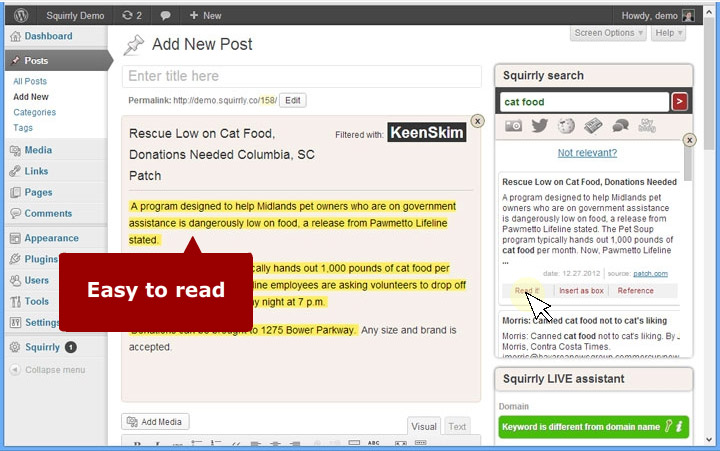 Squirrly Demo 2 + New Howdy, demo
Dashboard
Posts
All Posts
Add New
Categories
Tags
Media
Links
Pages
Comments
Appearance
Plugins
Users
Tools
Settings
Squirrly 1
Collapse menu
Screen Options Help
Add New Post
Enter title here
Permalink: http://demo.squirrly.co/158/ Edit
Rescue Low on Cat Food,
Donations Needed Columbia, SC
Patch
Filtered with: KeenSkim
A program designed to help Midlands pet owners who are on government
assistance is dangerously low on food, a release from Pawmetto Lifeline
stated.
ically hands out 1,000 pounds of cat food per
line employees are asking volunteers to drop off
y night at 7 p.m.
Donations can be brought to 1275 Bower Parkway. Any size and brand is
accepted.
Easy to read
Add Media
Visual Text
B I ABC
Squirrly search
cat food >
Not relevant?
Rescue Low on Cat Food, Donations Needed
A program designed to help Midlands pet
owners who are on government
assistance is dangerously low on food, a
release from Pawmetto Lifeline stated. The Pet Soup
program typically hands out 1,000 pounds of
cat food per month. Now, Pawmetto Lifeline
...
date: 12.27.2012 source: patch.com
Read it! Insert as box Reference
Morris: Canned cat food not to cat's liking
Morris: Canned cat food not to cat's liking. By J
Morris, Contra Costa Times.
Squirrly LIVE assistant
Domain
Keyword is different from domain name